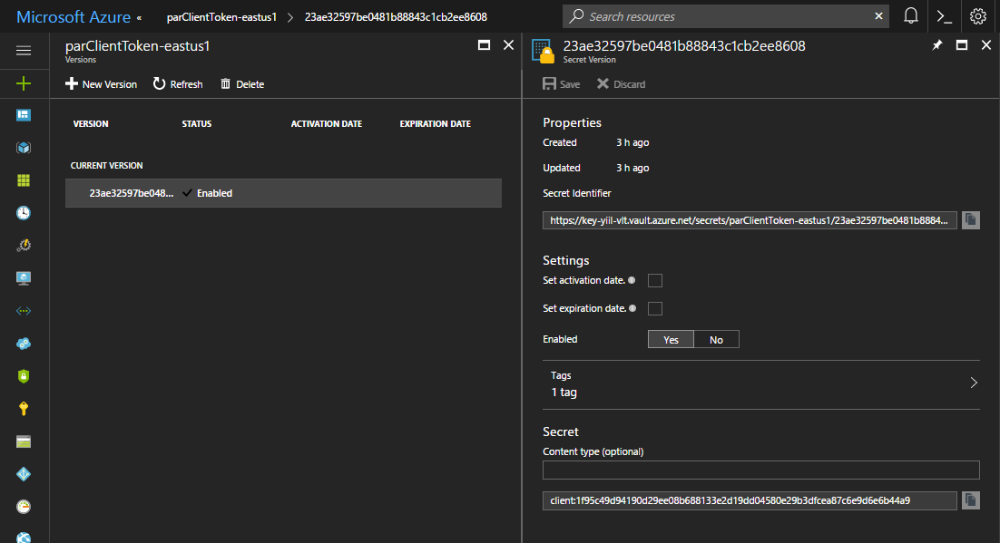 Microsoft Azure « parClientToken-eastus1 > 23ae32597be0481b88843c1cb2ee8608 Search resources
parClientToken-eastus1
Versions
New Version Refresh Delete
VERSION STATUS ACTIVATION DATE EXPIRATION DATE
CURRENT VERSION
23ae32597be048... Enabled
23ae32597be0481b88843c1cb2ee8608
Secret Version
Save Discard
Properties
Created 3 h ago
Updated 3 h ago
Secret Identifier
https://key-yiil-vlt.vault.azure.net/secrets/parClientToken-eastus1/23ae32597be0481b8884...
Settings
Set activation date.
Set expiration date.
Enabled Yes No
Tags
1 tag
Secret
Content type (optional)
client:1f95c49d94190d29ee08b688133e2d19dd04580e29b3dfcea87c6e9d6e6b44a9